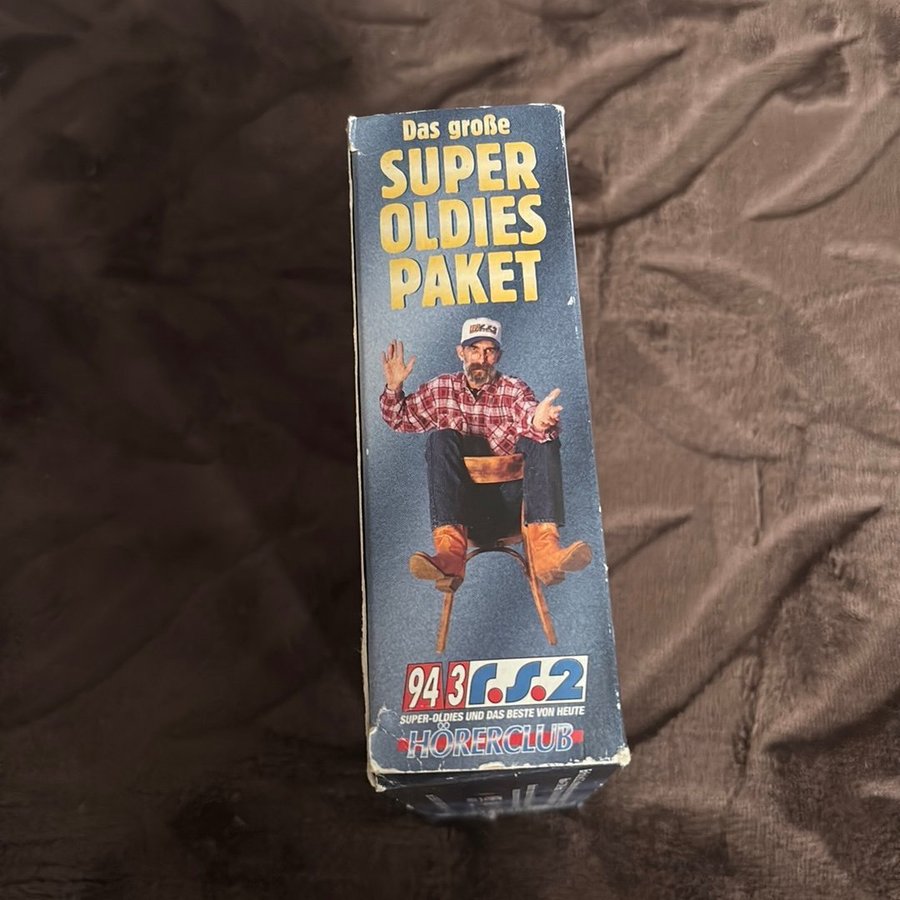 Das große
SUPER
OLDIES
PAKET
94 3 r.s.2
SUPER-OLDIES UND DAS BESTE VON HEUTE
HÖRERCLUB